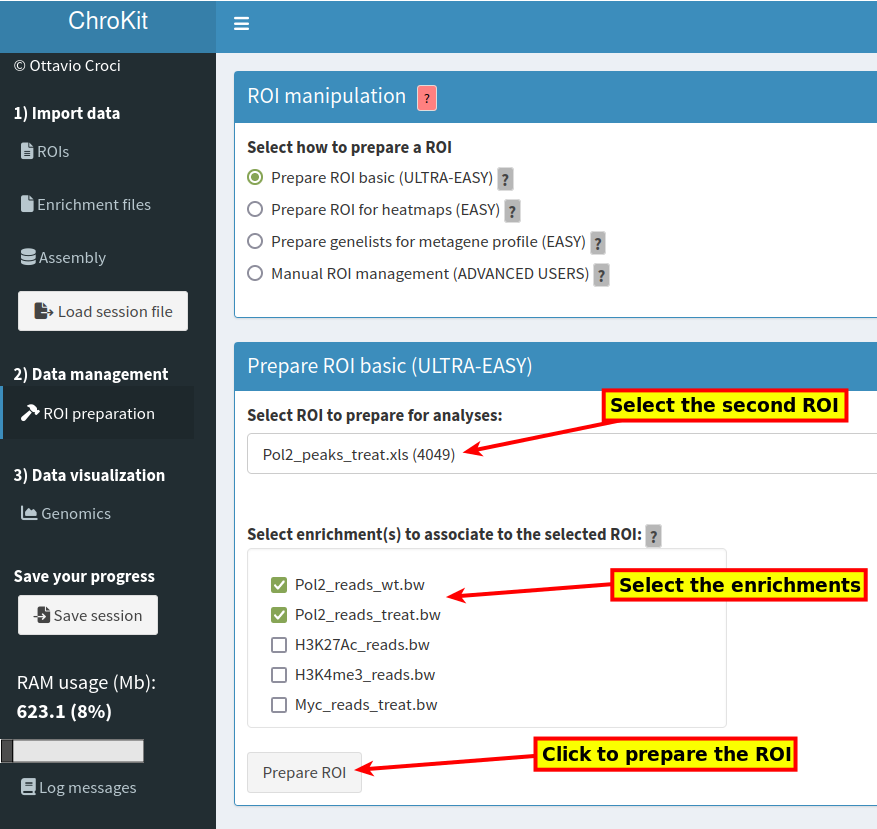 ChroKit
© Ottavio Croci
1) Import data
ROIs
Enrichment files
Assembly
Load session file
2) Data management
ROI preparation
3) Data visualization
Genomics
Save your progress
Save session
RAM usage (Mb):
623.1 (8%)
Log messages
ROI manipulation ?
Select how to prepare a ROI
Prepare ROI basic (ULTRA-EASY) ?
Prepare ROI for heatmaps (EASY) ?
Prepare genelists for metagene profile (EASY) ?
Manual ROI management (ADVANCED USERS) ?
Prepare ROI basic (ULTRA-EASY)
Select ROI to prepare for analyses:
Select the second ROI
Pol2_peaks_treat.xls (4049)
Select enrichment(s) to associate to the selected ROI: ?
Pol2_reads_wt.bw
Select the enrichments
Pol2_reads_treat.bw
H3K27Ac_reads.bw
H3K4me3_reads.bw
Myc_reads_treat.bw
Click to prepare the ROI
Prepare ROI